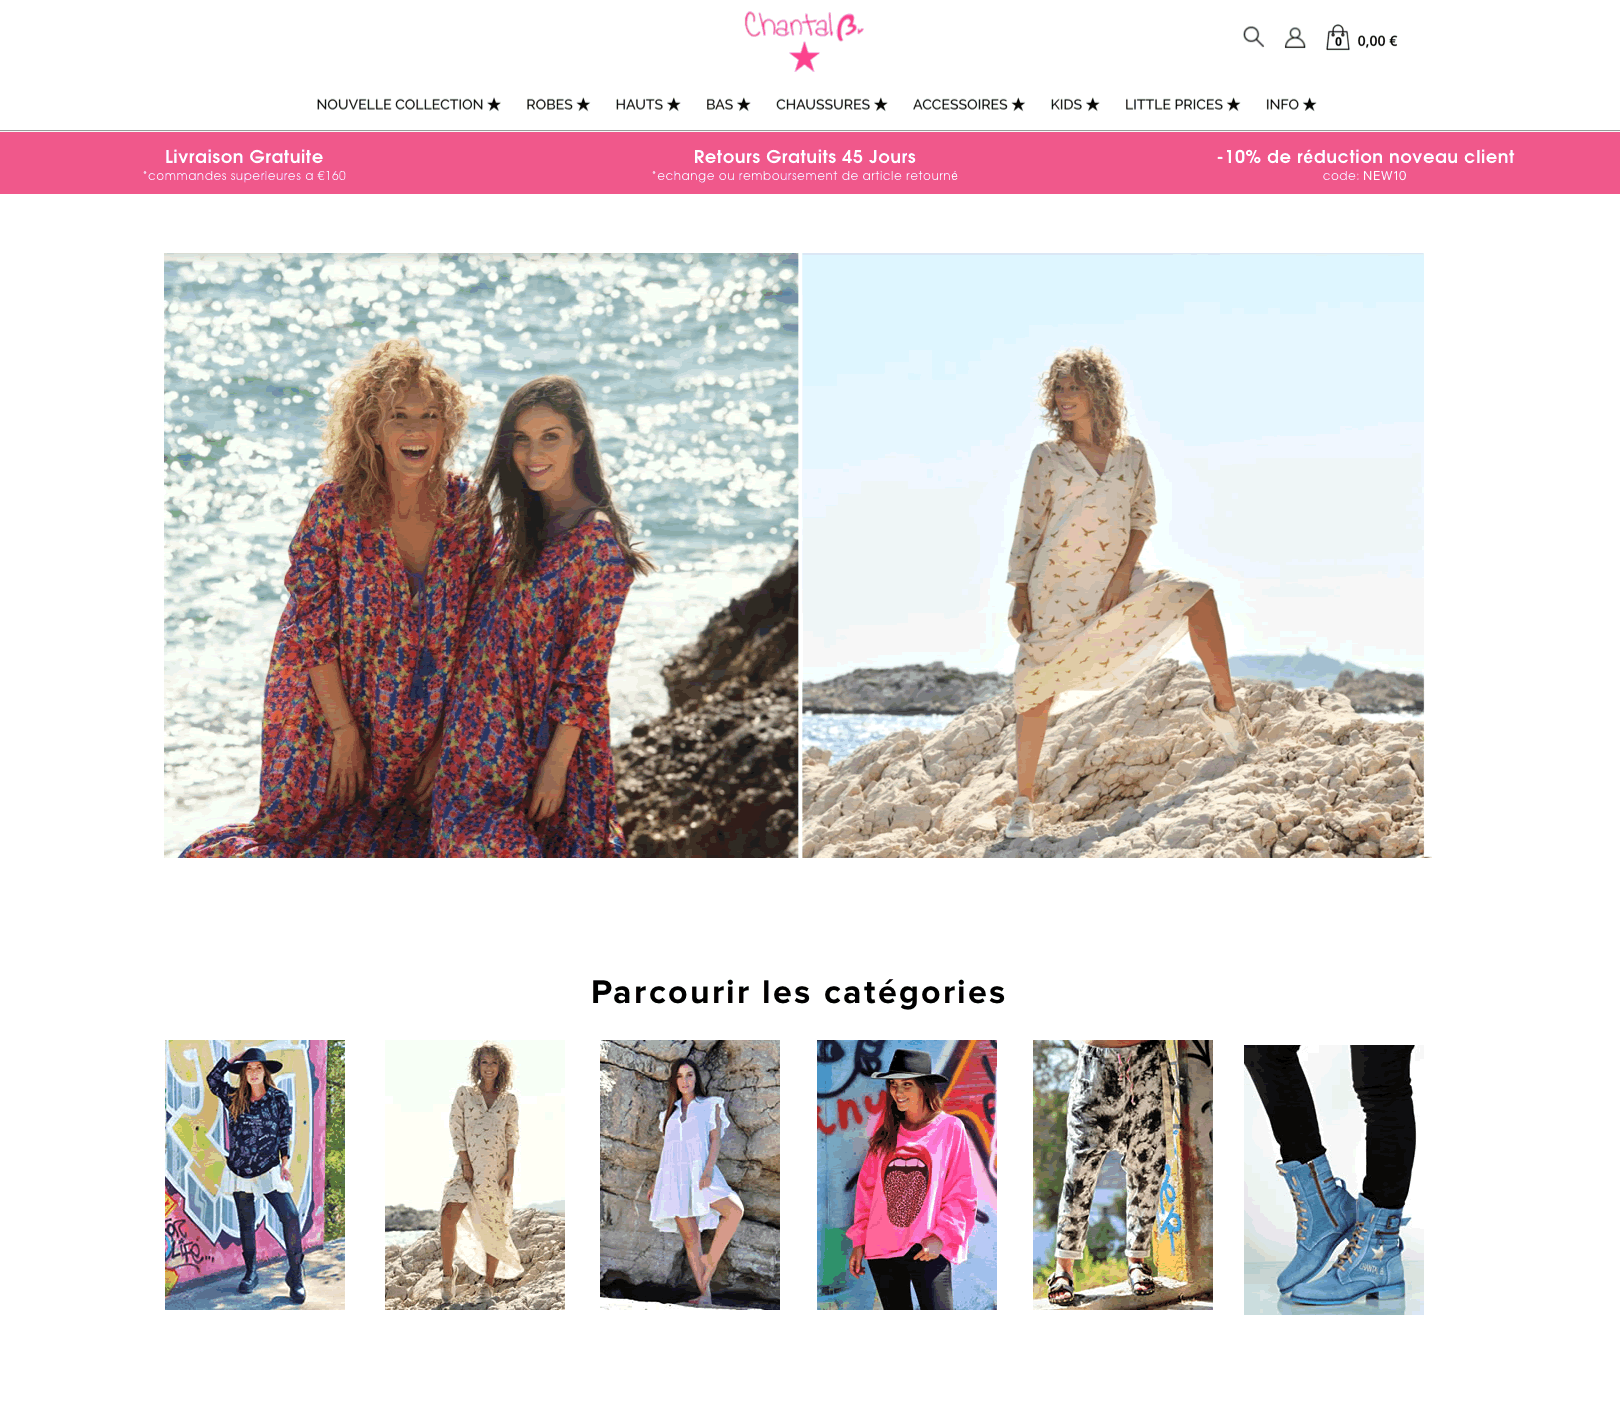 Chantal B.
0
0,00 €
NOUVELLE COLLECTION ★ ROBES ★ HAUTS ★ BAS ★ CHAUSSURES ★ ACCESSOIRES ★ KIDS ★ LITTLE PRICES ★ INFO ★
Livraison Gratuite
*commandes superieures a €160
Retours Gratuits 45 Jours
*echange ou remboursement de article retourné
-10% de réduction noveau client
code: NEW10
Parcourir les catégories
LIFE...
CHANTAL B.